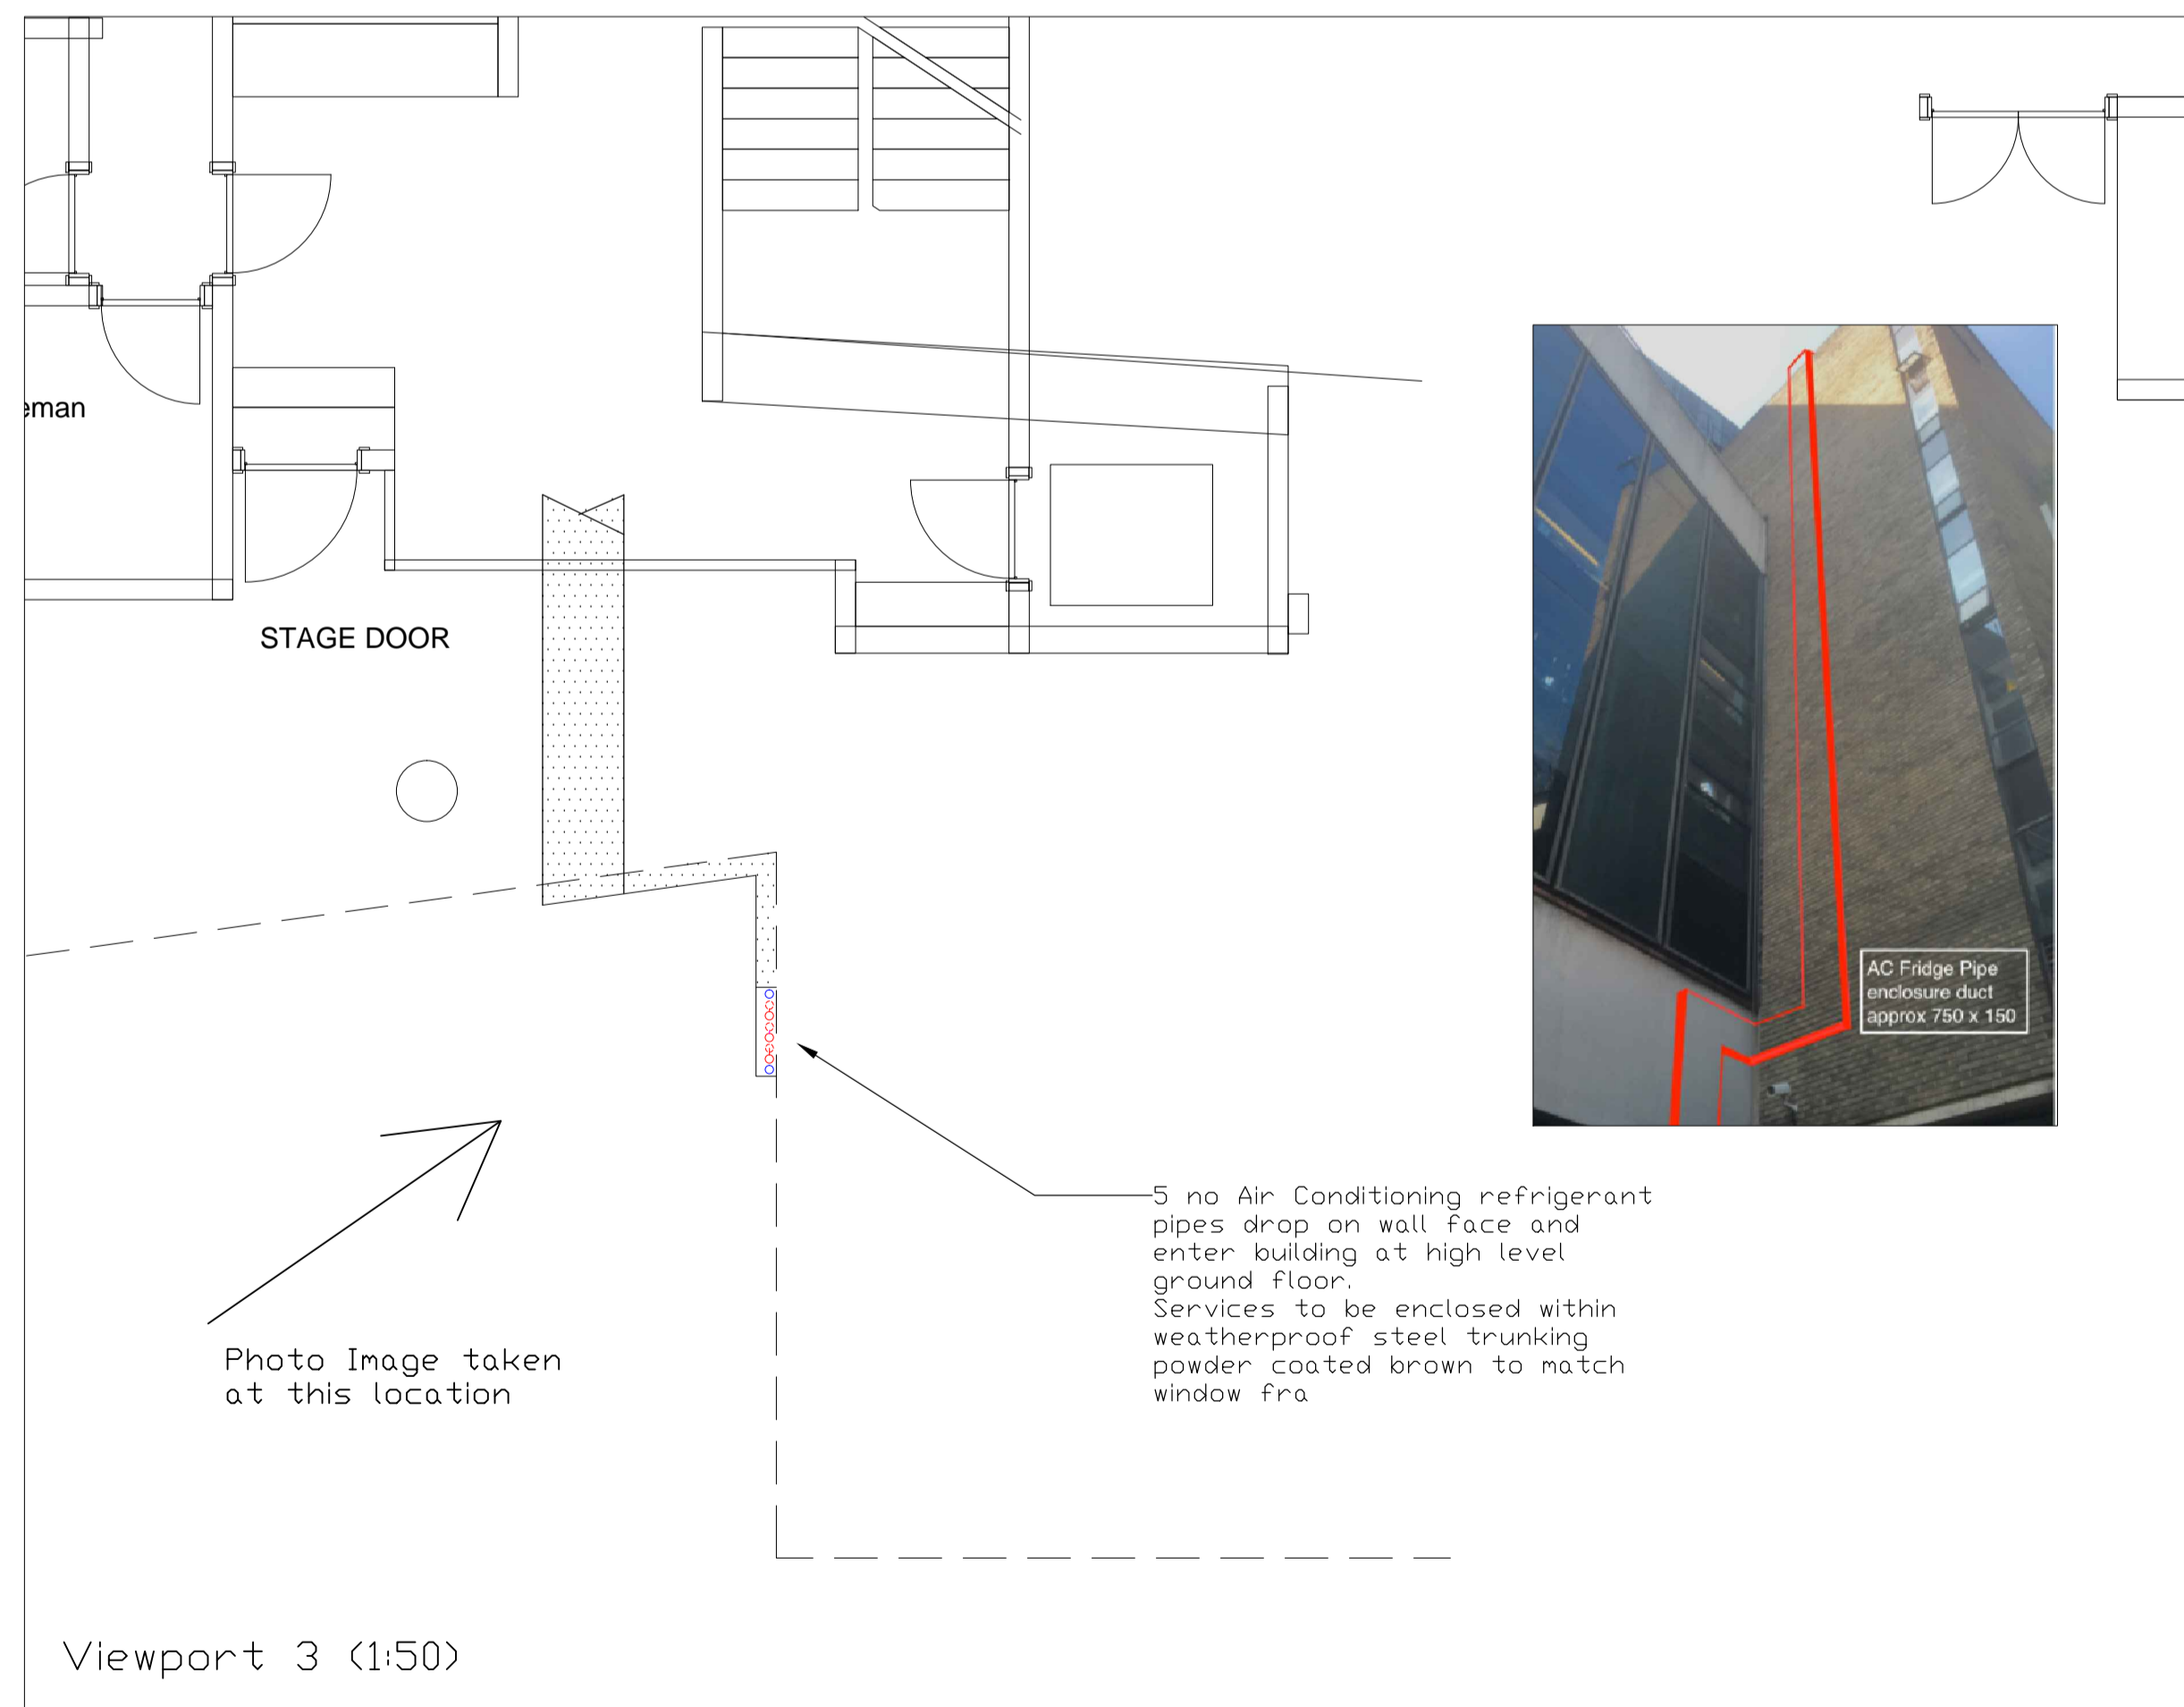 eman
STAGE DOOR
AC Fridge Pipe
enclosure duct
approx 750 x 150
5 no Air Conditioning refrigerant
pipes drop on wall face and
enter building at high level
ground floor.
Services to be enclosed within
weatherproof steel trunking
powder coated brown to match
window fra
Photo Image taken
at this location
Viewport 3 (1:50)